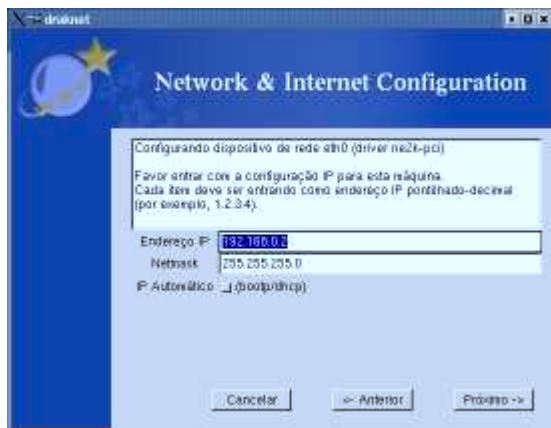 draknet
Network & Internet Configuration
Configurando dispositivo de rede eth0 (driver ne2k-pci)
Favor entrar com a configuração IP para esta máquina.
Cada item deve ser entrando como endereço IP pontilhado-decimal
(por exemplo, 1.2.3.4).
Endereço IP 192.186.0.2
Netmask 255.255.255.0
IP Automático (bootp/dhcp)
Cancelar <- Anterior Próximo ->